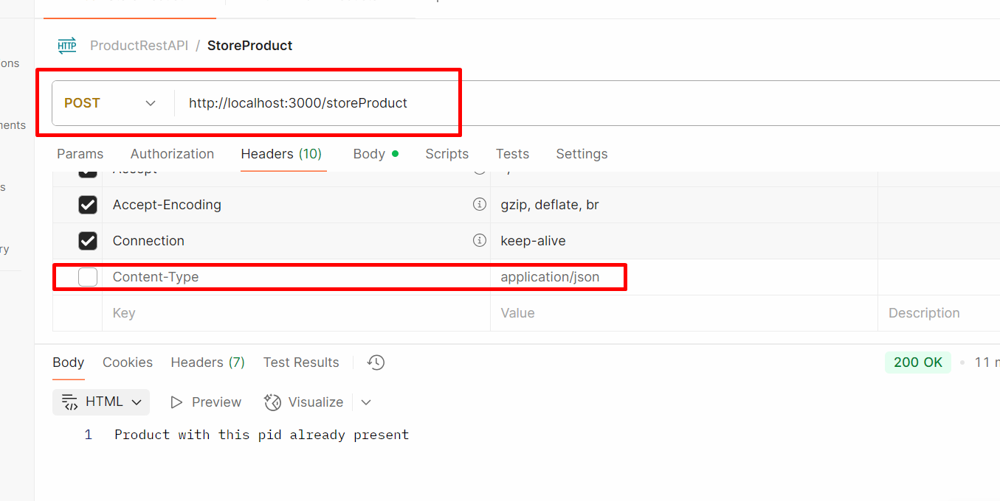 HTTP ProductRestAPI / StoreProduct
ons
POST http://localhost:3000/storeProduct
ments
Params Authorization Headers (10) Body Scripts Tests Settings
Accept
s
Accept-Encoding gzip, deflate, br
Connection keep-alive
ry
Content-Type application/json
Key Value Description
Body Cookies Headers (7) Test Results 200 OK • 11 m
HTML Preview Visualize
1 Product with this pid already present